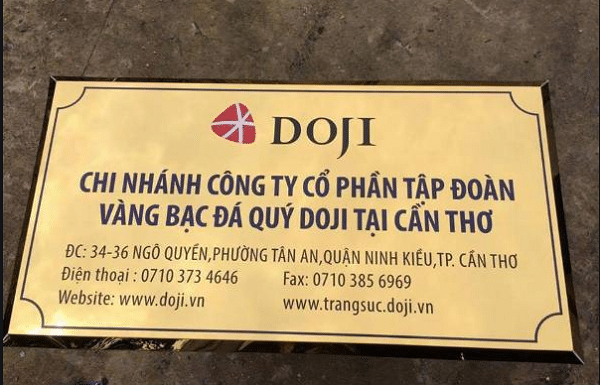 DOJI
CHI NHÁNH CÔNG TY CỔ PHẦN TẬP ĐOÀN
VÀNG BẠC ĐÁ QUÝ DOJI TẠI CẦN THƠ
ĐC: 34-36 NGÔ QUYỀN,PHƯỜNG TÂN AN,QUẬN NINH KIỀU,TP. CẦN THƠ
Điện thoại : 0710 373 4646 Fax: 0710 385 6969
Website: www.doji.vn www.trangsuc.doji.vn